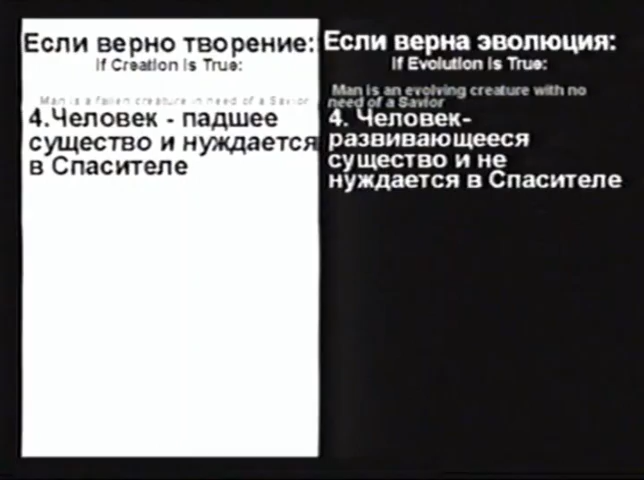 Если верно творение:
If Creation Is True:
Man is a fallen creature in need of a Savior
4.Человек - падшее
существо и нуждается
в Спасителе
Если верна эволюция:
If Evolution Is True:
Man is an evolving creature with no
need of a Savior
4. Человек-
развивающееся
существо и не
нуждается в Спасителе